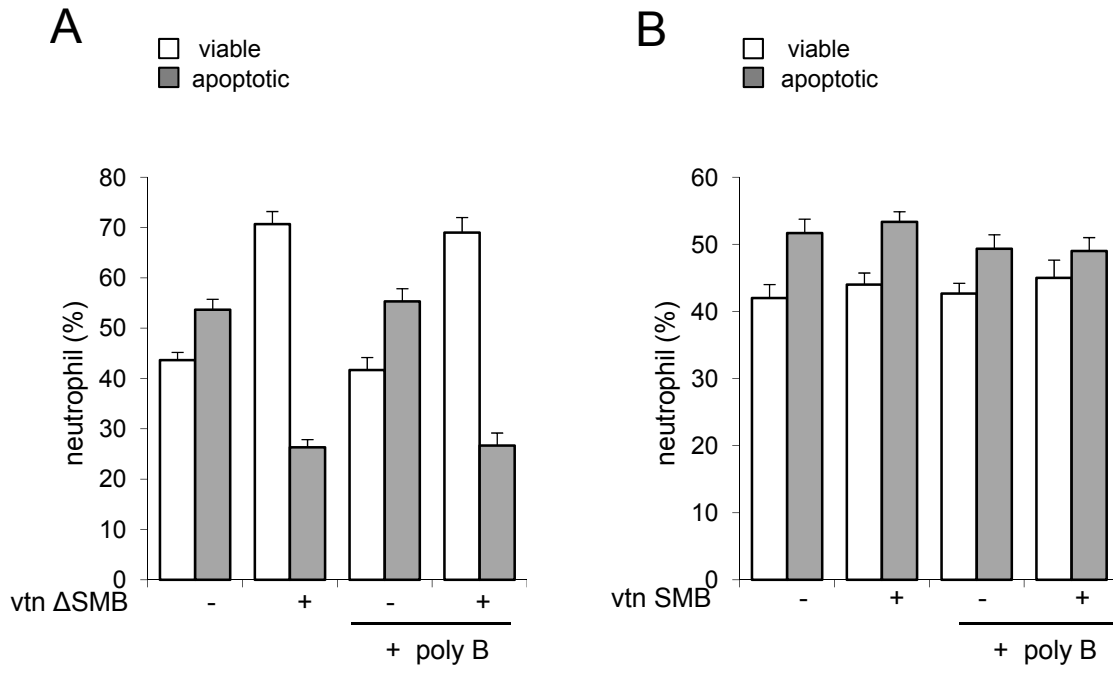 A
viable
apoptotic
80
70
60
50
40
30
20
10
0
neutrophil (%)
vtn ΔSMB - + - +
+ poly B
B
viable
apoptotic
60
50
40
30
20
10
0
neutrophil (%)
vtn SMB - + - +
+ poly B